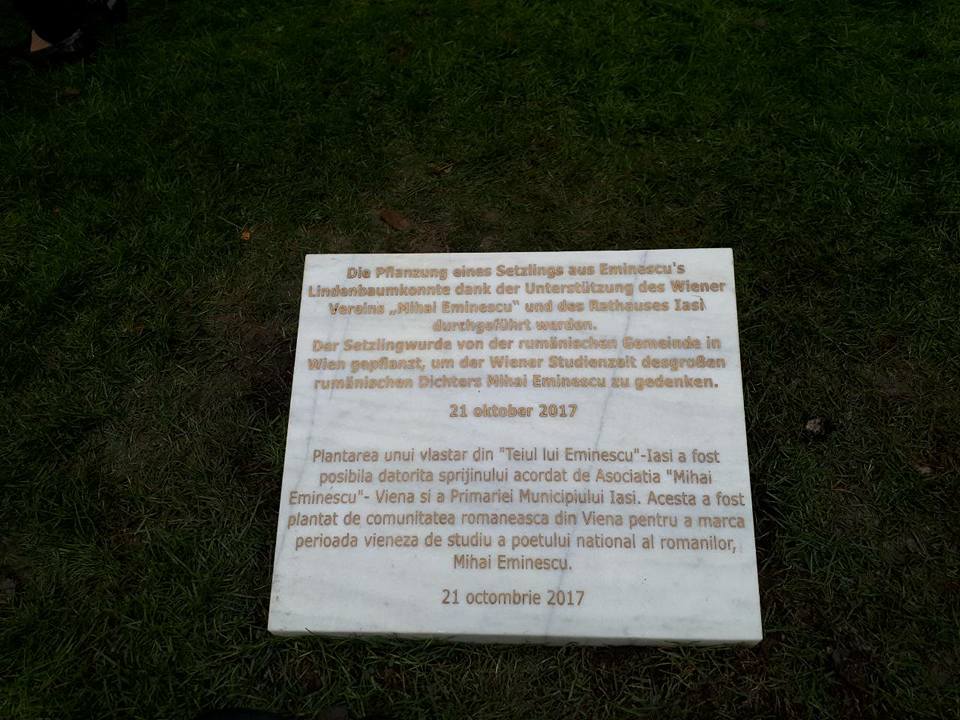 Die Pflanzung eines Setzlings aus Eminescu's
Lindenbaumkonnte dank der Unterstützung des Wiener
Vereins „Mihai Eminescu“ und des Rathauses Iasi
durchgeführt werden.
Der Setzlingwurde von der rumänischen Gemeinde in
Wien gepflanzt, um der Wiener Studienzeit desgroßen
rumänischen Dichters Mihai Eminescu zu gedenken.
21 oktober 2017
Plantarea unui vlastar din "Teiul lui Eminescu"-Iasi a fost
posibila datorita sprijinului acordat de Asociatia "Mihai
Eminescu"- Viena si a Primariei Municipiului Iasi. Acesta a fost
plantat de comunitatea romaneasca din Viena pentru a marca
perioada vieneza de studiu a poetului national al romanilor,
Mihai Eminescu.
21 octombrie 2017